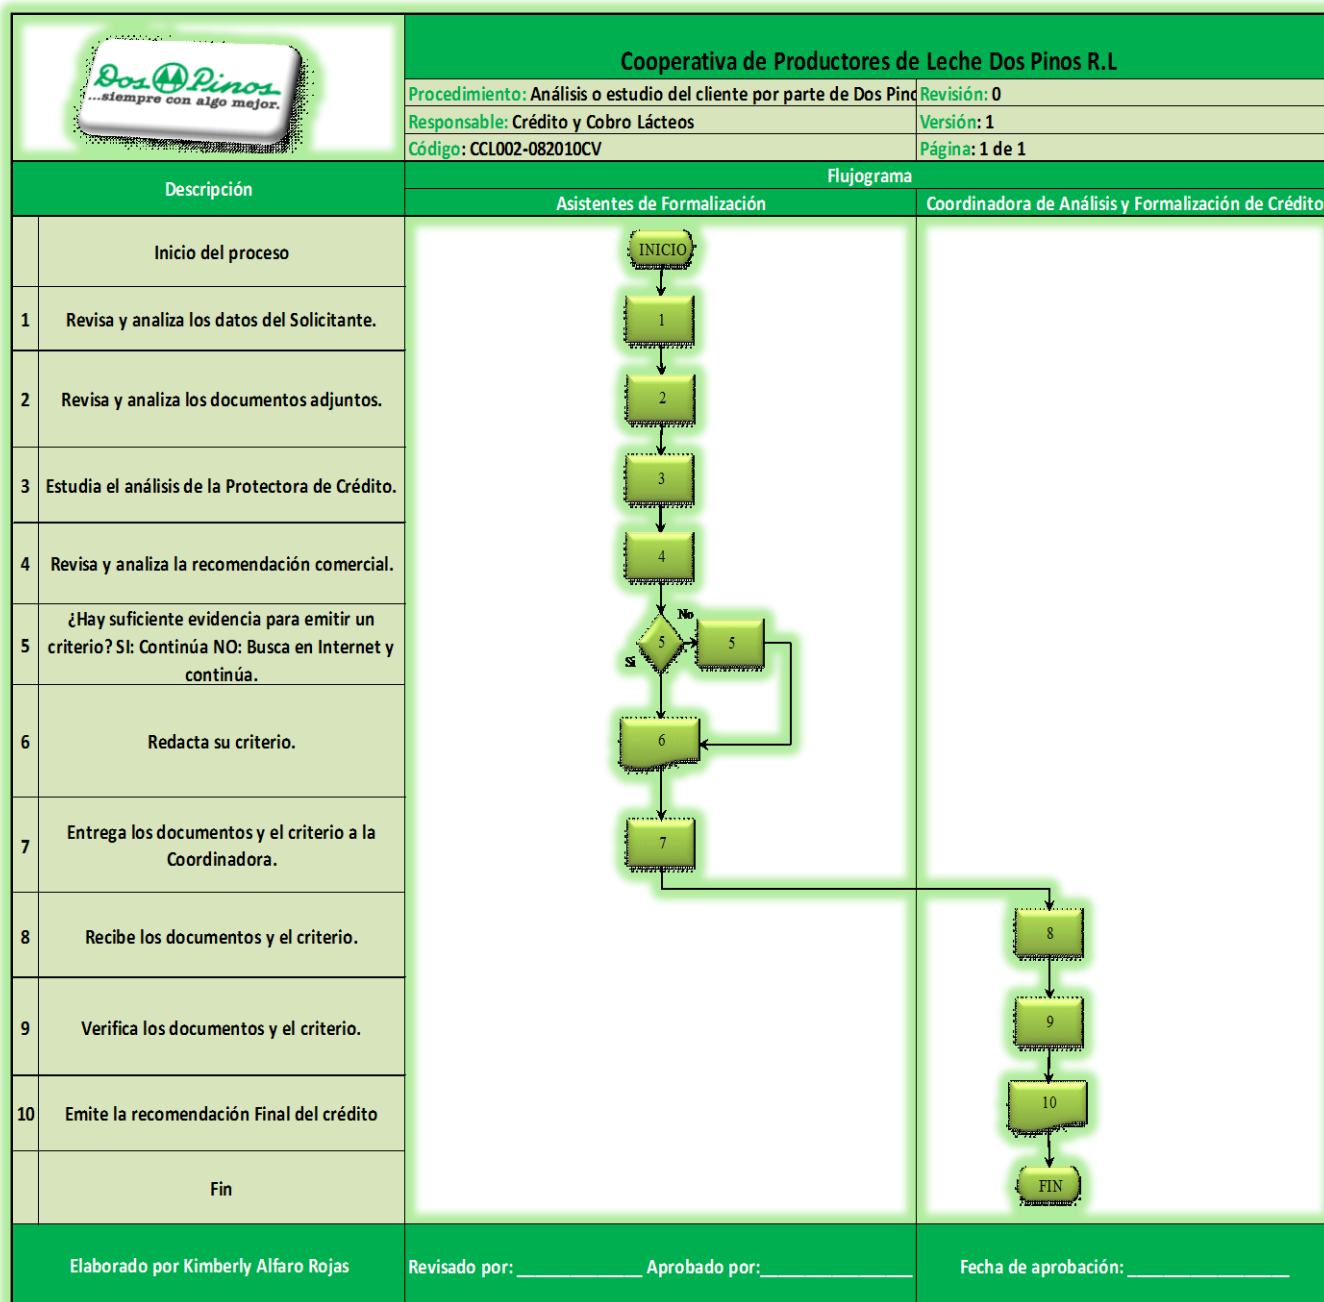 Dos Pinos
...siempre con algo mejor.
Cooperativa de Productores de Leche Dos Pinos R.L
Procedimiento: Análisis o estudio del cliente por parte de Dos Pino
Revisión: 0
Responsable: Crédito y Cobro Lácteos
Versión: 1
Código: CCL002-082010CV
Página: 1 de 1
Descripción
Flujograma
Asistentes de Formalización
Coordinadora de Análisis y Formalización de Crédito
Inicio del proceso
INICIO
1 Revisa y analiza los datos del Solicitante.
1
2 Revisa y analiza los documentos adjuntos.
2
3 Estudia el análisis de la Protectora de Crédito.
3
4 Revisa y analiza la recomendación comercial.
4
5 ¿Hay suficiente evidencia para emitir un
criterio? SI: Continúa NO: Busca en Internet y
continúa.
No
5
5
Si
6 Redacta su criterio.
6
7 Entrega los documentos y el criterio a la
Coordinadora.
7
8 Recibe los documentos y el criterio.
8
9 Verifica los documentos y el criterio.
9
10 Emite la recomendación Final del crédito
10
Fin
FIN
Elaborado por Kimberly Alfaro Rojas
Revisado por: ______________ Aprobado por:_________________
Fecha de aprobación: __________________